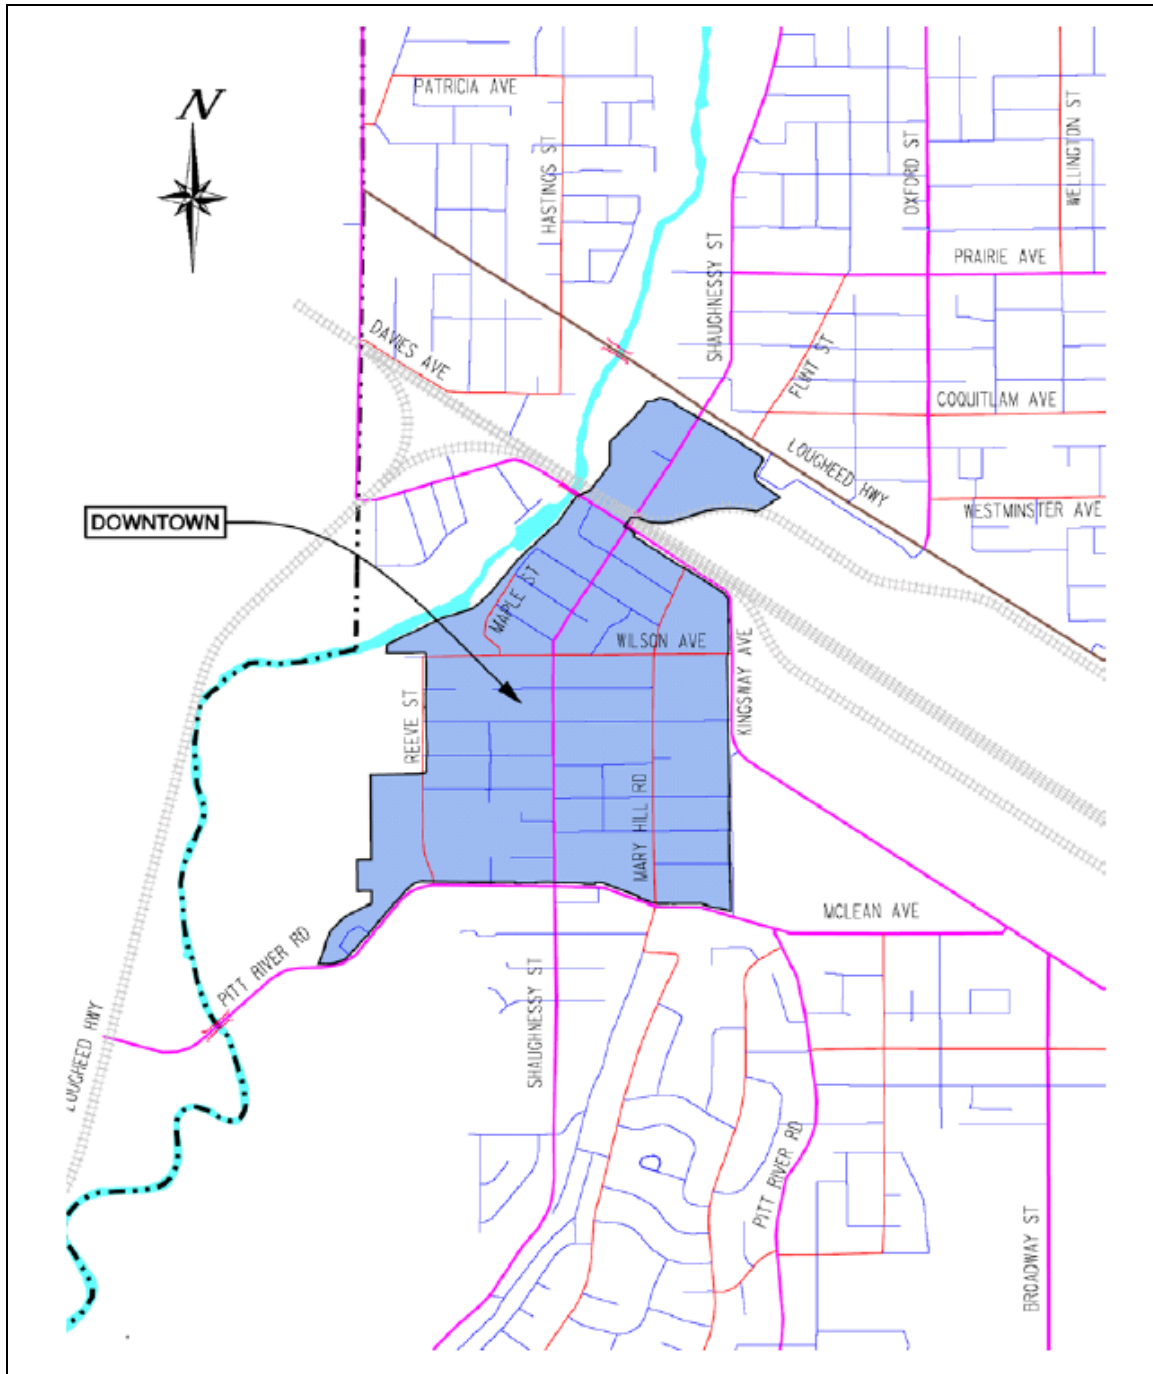 PATRICIA AVE
N
HASTINGS ST
OXFORD ST
WELLINGTON ST
SHAUGHNESSY ST
PRAIRIE AVE
DAVIES AVE
FLINT ST
COQUITLAM AVE
LOUGHEED HWY
WESTMINSTER AVE
DOWNTOWN
MAPLE ST
WILSON AVE
KINGSWAY AVE
REEVE ST
MARY HILL RD
MCLEAN AVE
PITT RIVER RD
SHAUGHNESSY ST
LOUGHEED HWY
PITT RIVER RD
BROADWAY ST